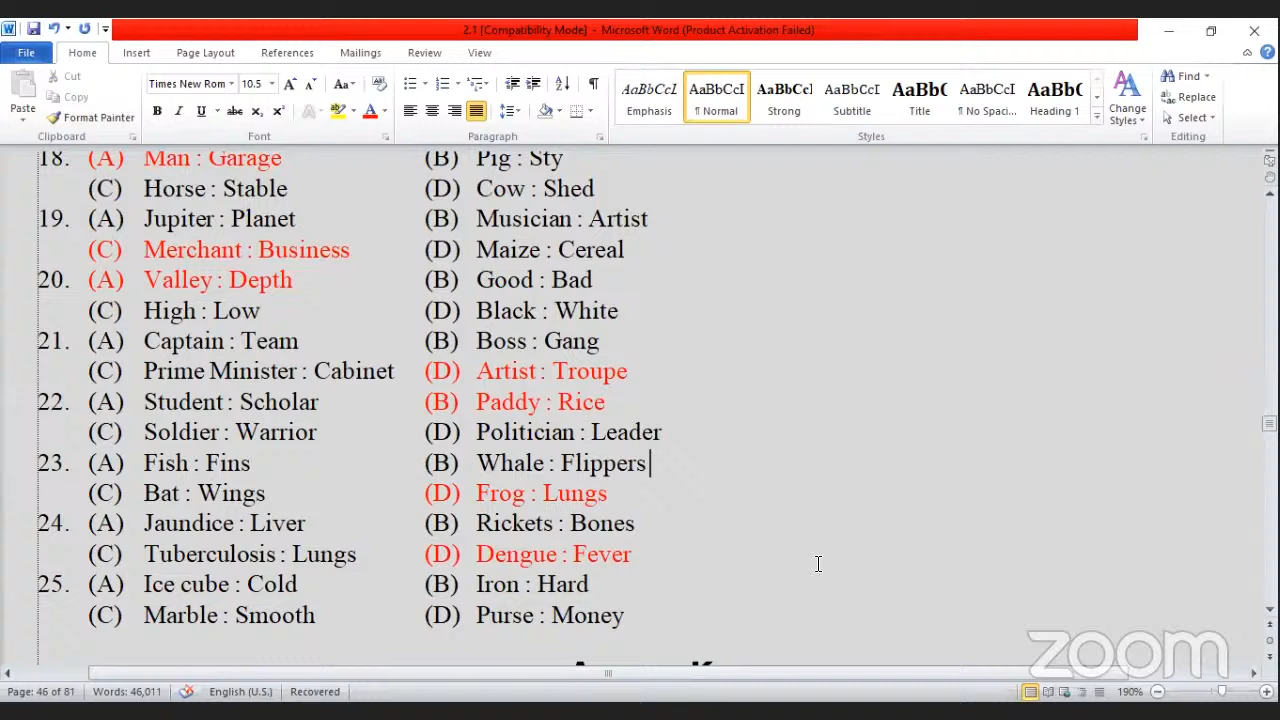 2.1 [Compatibility Mode] - Microsoft Word (Product Activation Failed)
File Home Insert Page Layout References Mailings Review View
Paste
Cut
Copy
Format Painter
Clipboard
Times New Rom 10.5
Font
Paragraph
AaBbCcI AaBbCcI AaBbCc AaBbCcI AaBb( AaBbCcI AaBbC
Emphasis ¶ Normal Strong Subtitle Title ¶ No Spaci... Heading 1
Change Styles
Styles
Find
Replace
Select
Editing
18. (A) Man : Garage (B) Pig : Sty
(C) Horse : Stable (D) Cow : Shed
19. (A) Jupiter : Planet (B) Musician : Artist
(C) Merchant : Business (D) Maize : Cereal
20. (A) Valley : Depth (B) Good : Bad
(C) High : Low (D) Black : White
21. (A) Captain : Team (B) Boss : Gang
(C) Prime Minister : Cabinet (D) Artist : Troupe
22. (A) Student : Scholar (B) Paddy : Rice
(C) Soldier : Warrior (D) Politician : Leader
23. (A) Fish : Fins (B) Whale : Flippers
(C) Bat : Wings (D) Frog : Lungs
24. (A) Jaundice : Liver (B) Rickets : Bones
(C) Tuberculosis : Lungs (D) Dengue : Fever
25. (A) Ice cube : Cold (B) Iron : Hard
(C) Marble : Smooth (D) Purse : Money
zoom
Page: 46 of 81 Words: 46,011 English (U.S.) Recovered 190%